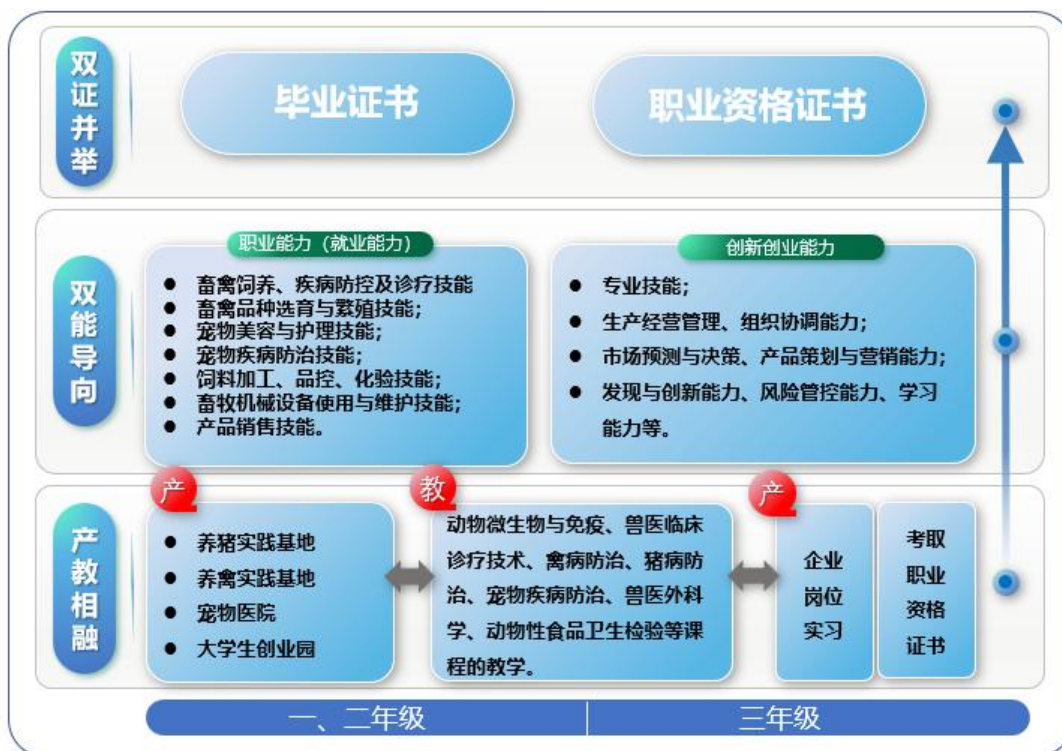 双证并举
毕业证书
职业资格证书
双能导向
职业能力（就业能力）
畜禽饲养、疾病防控及诊疗技能
畜禽品种选育与繁殖技能；
宠物美容与护理技能；
宠物疾病防治技能；
饲料加工、品控、化验技能；
畜牧机械设备使用与维护技能；
产品销售技能。
创新创业能力
专业技能；
生产经营管理、组织协调能力；
市场预测与决策、产品策划与营销能力；
发现与创新能力、风险管控能力、学习
能力等。
产教相融
产
养猪实践基地
养禽实践基地
宠物医院
大学生创业园
教
动物微生物与免疫、兽医临床
诊疗技术、禽病防治、猪病防
治、宠物疾病防治、兽医外科
学、动物性食品卫生检验等课
程的教学。
产
企业
岗位
实习
考取
职业
资格
证书
一、二年级
三年级